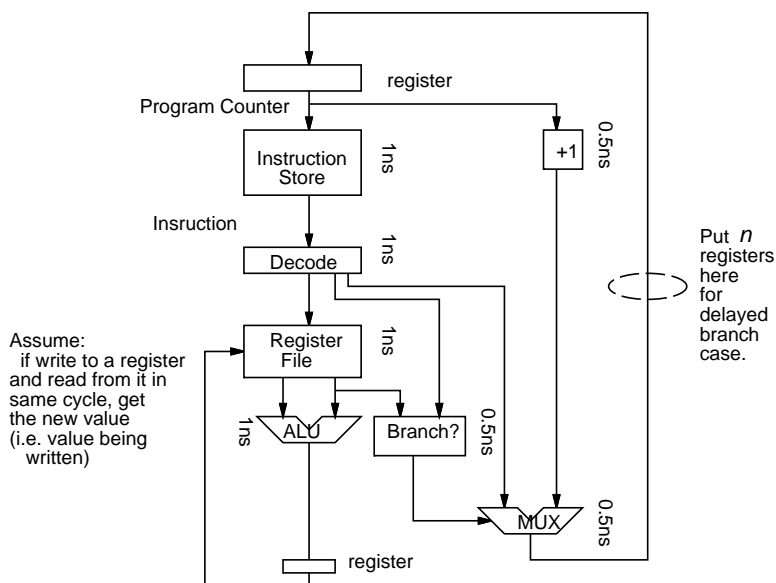 register
Program Counter
Instruction
Store
1ns
+1
0.5ns
Insruction
Decode
1ns
Put n
registers
here
for
delayed
branch
case.
Register
File
1ns
Assume:
if write to a register
and read from it in
same cycle, get
the new value
(i.e. value being
written)
1ns
ALU
Branch?
0.5ns
MUX
0.5ns
register